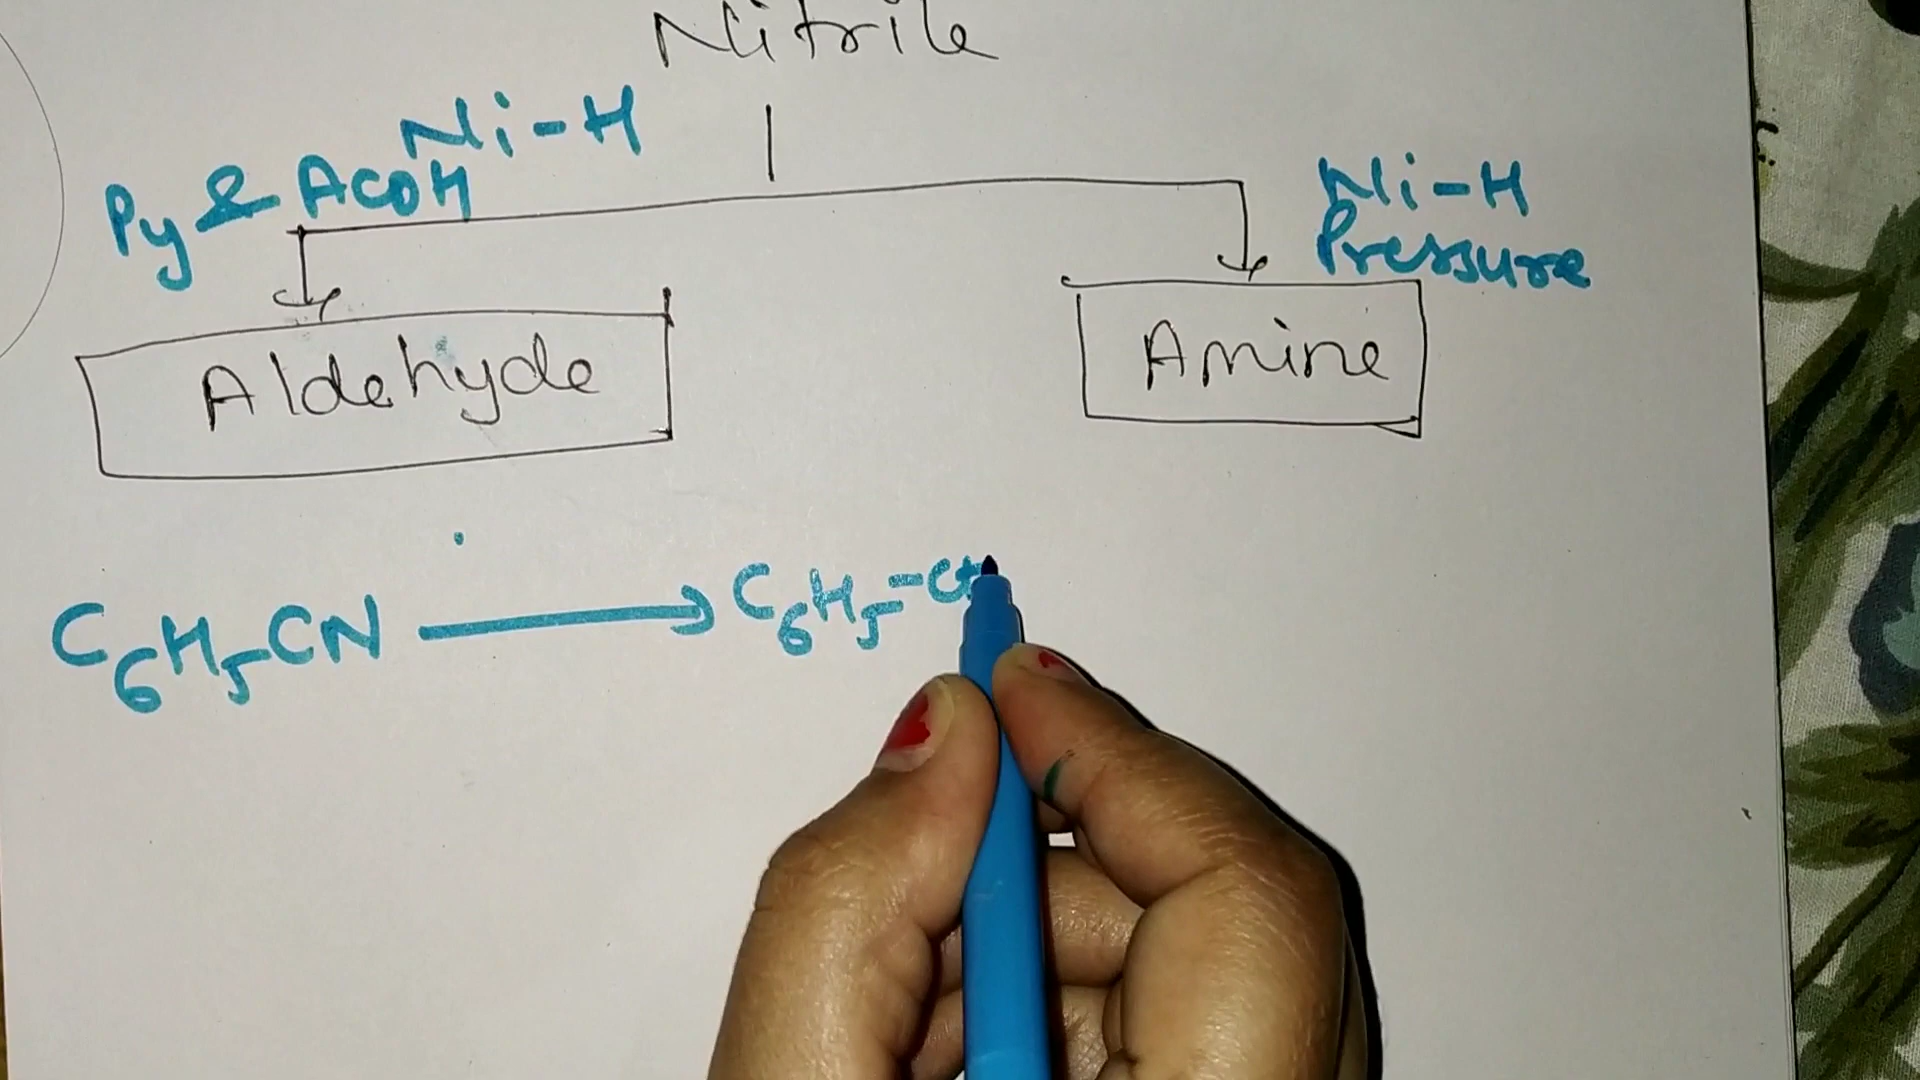 Nitrile
Ni-H
Py & AcOH
Ni-H
Pressure
Aldehyde
Amine
C6H5CN → C6H5-C